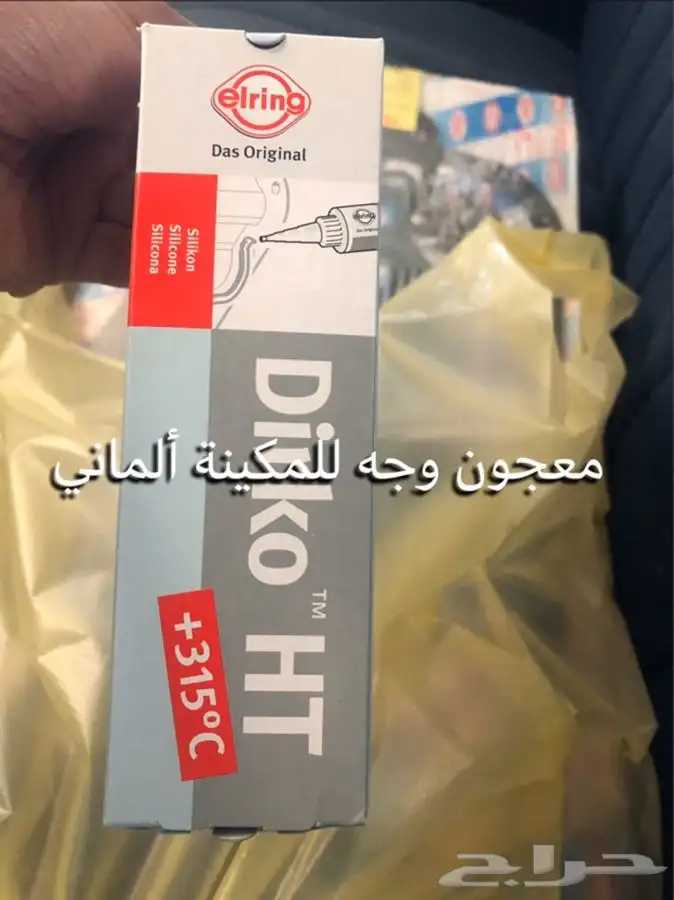 elring
Das Original
Silikon
Silicone
Silicona
Dirko™ HT
+315°C
معجون وجه للمكينة ألماني
حراج